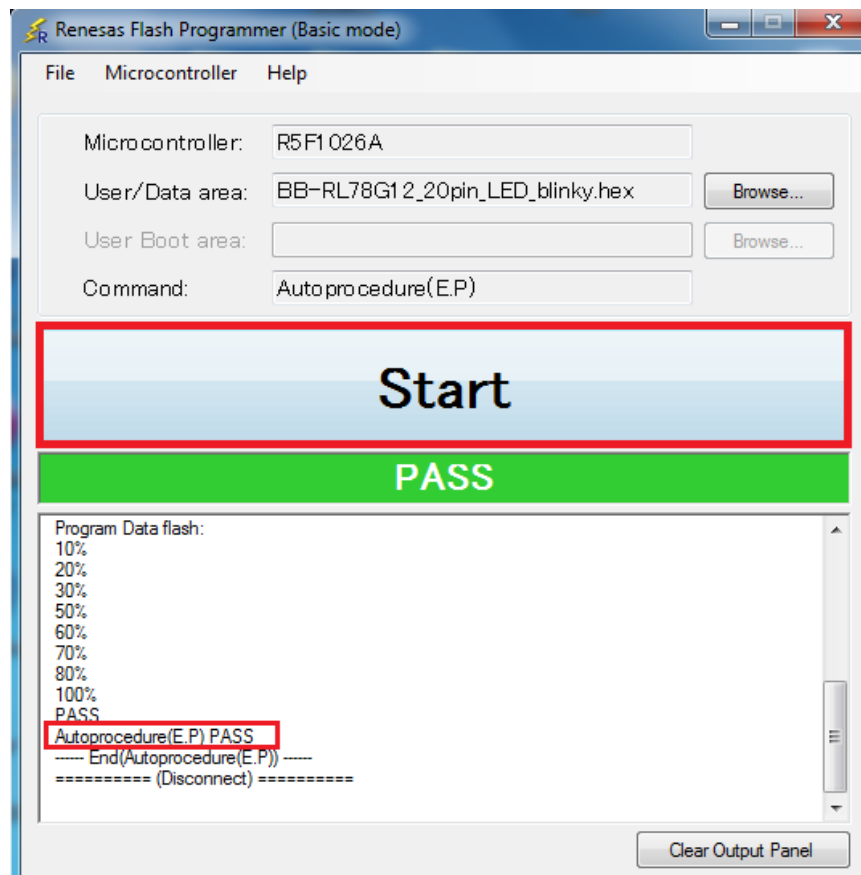 Renesas Flash Programmer (Basic mode)
File Microcontroller Help
Microcontroller: R5F1026A
User/Data area: BB-RL78G12_20pin_LED_blinky.hex Browse...
User Boot area: Browse...
Command: Autoprocedure(E.P)
Start
PASS
Program Data flash:
10%
20%
30%
50%
60%
70%
80%
100%
PASS
Autoprocedure(E.P) PASS
------ End(Autoprocedure(E.P)) ------
========== (Disconnect) ==========
Clear Output Panel